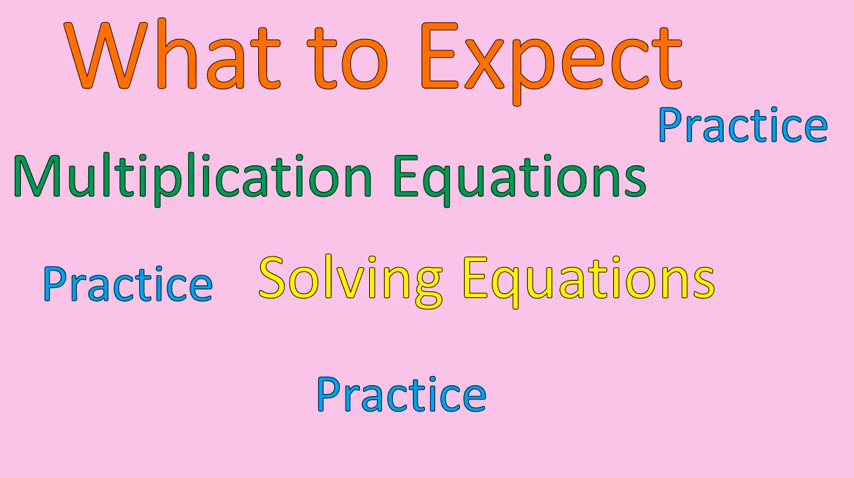 What to Expect
Practice
Multiplication Equations
Practice Solving Equations
Practice